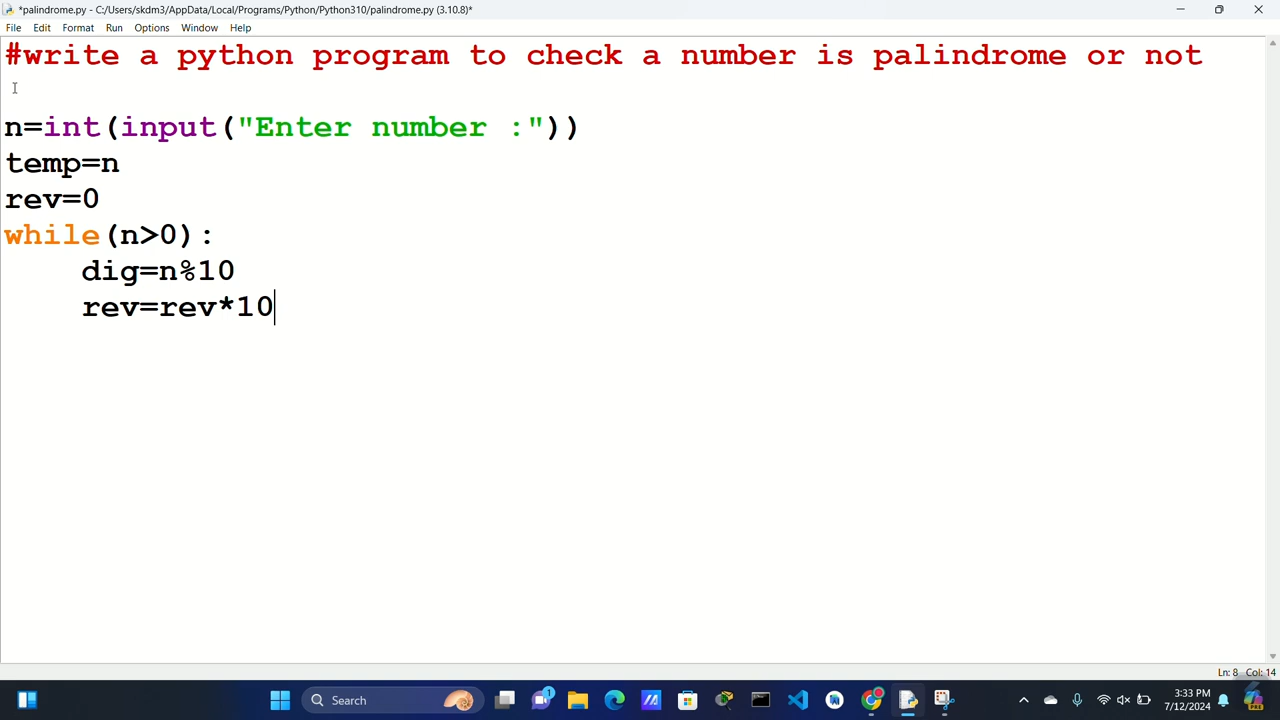 *palindrome.py - C:/Users/skdm3/AppData/Local/Programs/Python/Python310/palindrome.py (3.10.8)*
File Edit Format Run Options Window Help
#write a python program to check a number is palindrome or not
n=int(input("Enter number :"))
temp=n
rev=0
while(n>0):
    dig=n%10
    rev=rev*10
Ln: 8 Col: 14
Search
1
3:33 PM
7/12/2024
PRE